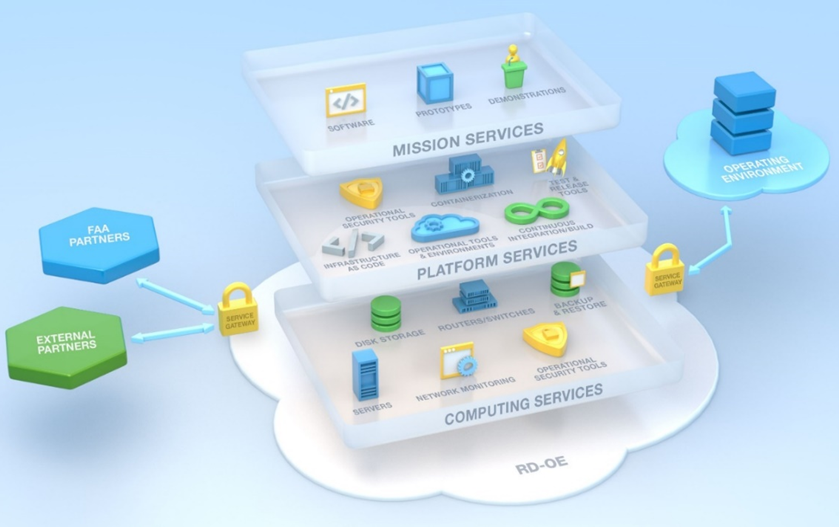 SOFTWARE
PROTOTYPES
DEMONSTRATIONS
MISSION SERVICES
OPERATIONAL
SECURITY TOOLS
CONTAINERIZATION
TEST &
RELEASE
TOOLS
INFRASTRUCTURE
AS CODE
OPERATIONAL TOOLS
& ENVIRONMENTS
CONTINUOUS
INTEGRATION/BUILD
PLATFORM SERVICES
OPERATING
ENVIRONMENT
FAA
PARTNERS
EXTERNAL
PARTNERS
SERVICE
GATEWAY
SERVICE
GATEWAY
DISK STORAGE
ROUTERS/SWITCHES
BACKUP
& RESTORE
SERVERS
NETWORK MONITORING
OPERATIONAL
SECURITY TOOLS
COMPUTING SERVICES
RD-OE